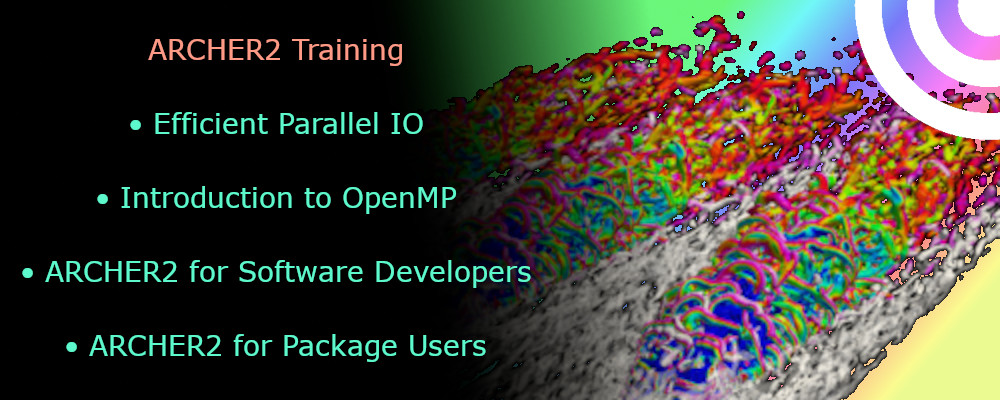 ARCHER2 Training
• Efficient Parallel IO
• Introduction to OpenMP
• ARCHER2 for Software Developers
• ARCHER2 for Package Users